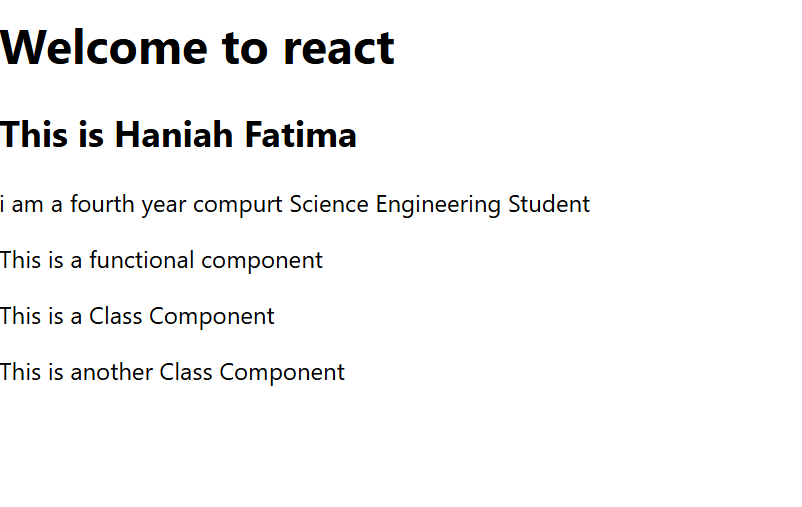 Welcome to react
This is Haniah Fatima
i am a fourth year compurt Science Engineering Student
This is a functional component
This is a Class Component
This is another Class Component